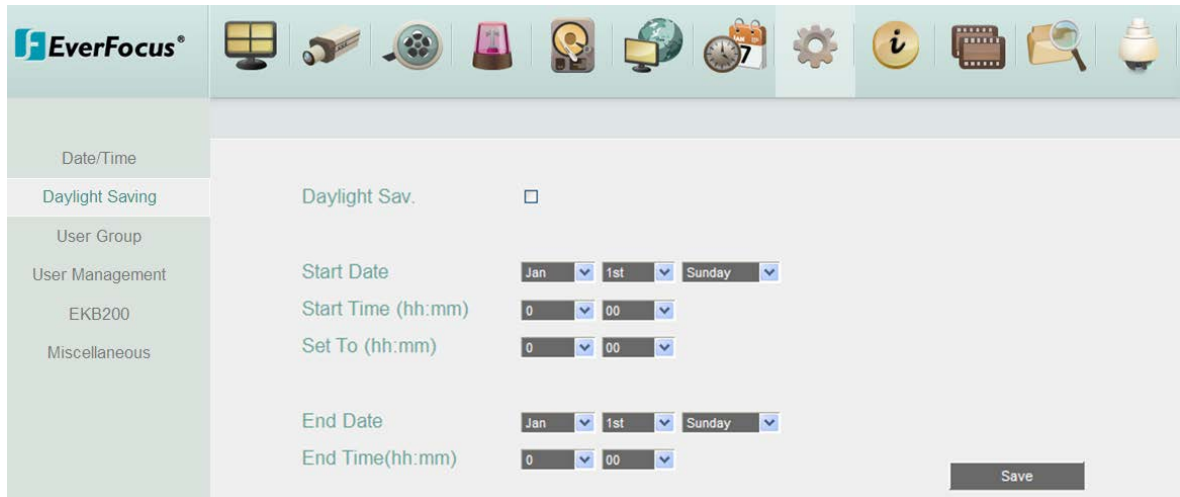 EverFocus®
7
i
Date/Time
Daylight Saving
User Group
User Management
EKB200
Miscellaneous
Daylight Sav.
Start Date Jan 1st Sunday
Start Time (hh:mm) 0 00
Set To (hh:mm) 0 00
End Date Jan 1st Sunday
End Time(hh:mm) 0 00
Save